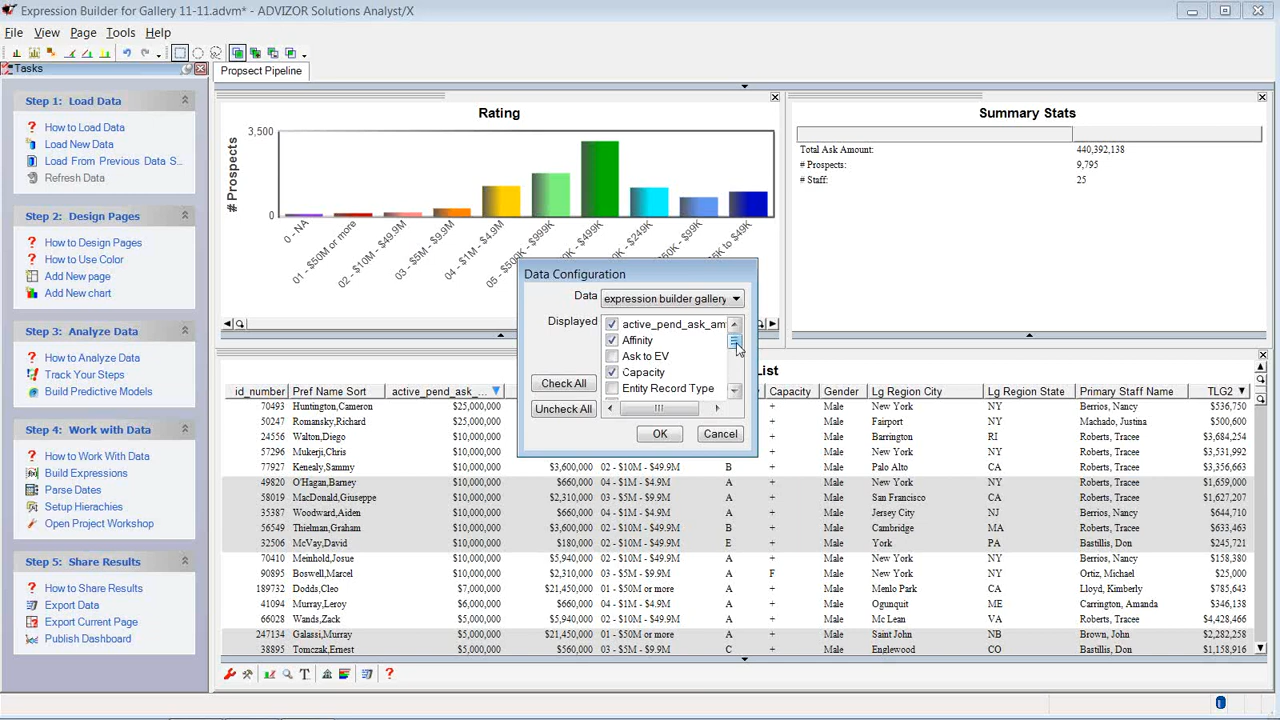 Expression Builder for Gallery 11-11.advm* - ADVIZOR Solutions Analyst/X
File View Page Tools Help
Tasks
Propsect Pipeline
Step 1: Load Data
How to Load Data
Load New Data
Load From Previous Data S...
Refresh Data
Step 2: Design Pages
How to Design Pages
How to Use Color
Add New page
Add New chart
Step 3: Analyze Data
How to Analyze Data
Track Your Steps
Build Predictive Models
Step 4: Work with Data
How to Work With Data
Build Expressions
Parse Dates
Setup Hierachies
Open Project Workshop
Step 5: Share Results
How to Share Results
Export Data
Export Current Page
Publish Dashboard
Rating
# Prospects
3,500
0
0 - NA
01 - $50M or more
02 - $10M - $49.9M
03 - $5M - $9.9M
04 - $1M - $4.9M
05 - $500K - $999K
K - $499K
K - $249K
K - $99K
K to $49K
Summary Stats
Total Ask Amount: 440,392,138
# Prospects: 9,795
# Staff: 25
Data Configuration
Data expression builder gallery
Displayed
active_pend_ask_am
Affinity
Ask to EV
Capacity
Entity Record Type
Check All
Uncheck All
OK Cancel
List
id_number Pref Name Sort active_pend_ask_... Capacity Gender Lg Region City Lg Region State Primary Staff Name TLG2
70493 Huntington,Cameron $25,000,000 Male New York NY Berrios, Nancy $536,750
50247 Romansky,Richard $25,000,000 Male Fairport NY Machado, Justina $500,600
24556 Walton,Diego $10,000,000 Male Barrington RI Roberts, Tracee $3,684,254
57296 Mukerji,Chris $10,000,000 Male New York NY Roberts, Tracee $3,531,992
77927 Kenealy,Sammy $10,000,000 $3,600,000 02 - $10M - $49.9M B + Male Palo Alto CA Roberts, Tracee $3,356,663
49820 O'Hagan,Barney $10,000,000 $660,000 04 - $1M - $4.9M A + Male New York NY Roberts, Tracee $1,659,000
58019 MacDonald,Giuseppe $10,000,000 $2,310,000 03 - $5M - $9.9M A + Male San Francisco CA Roberts, Tracee $1,627,207
35387 Woodward,Aiden $10,000,000 $660,000 04 - $1M - $4.9M A + Male Jersey City NJ Berrios, Nancy $644,710
56549 Thielman,Graham $10,000,000 $3,600,000 02 - $10M - $49.9M B + Male Cambridge MA Roberts, Tracee $633,463
32506 McVay,David $10,000,000 $180,000 02 - $10M - $49.9M E + Male York PA Bastillis, Don $245,721
70410 Meinhold,Josue $10,000,000 $5,940,000 02 - $10M - $49.9M A + Male New York NY Berrios, Nancy $158,380
90895 Boswell,Marcel $10,000,000 $2,310,000 03 - $5M - $9.9M A F Male New York NY Ortiz, Michael $25,000
189732 Dodds,Cleo $7,000,000 $21,450,000 01 - $50M or more A + Male Menlo Park CA Lloyd, Kimberly $785,643
41094 Murray,Leroy $6,000,000 $660,000 04 - $1M - $4.9M A + Male Ogunquit ME Carrington, Amanda $346,138
66028 Wands,Zack $5,000,000 $5,940,000 02 - $10M - $49.9M A + Male Mc Lean VA Roberts, Tracee $2,670,441
247134 Galassi,Murray $5,000,000 $21,450,000 01 - $50M or more A + Male Saint John NB Brown, John $2,282,258
38895 Tomczak,Ernest $5,000,000 $560,000 03 - $5M - $9.9M C + Male Englewood CO Bastillis, Don $1,158,916